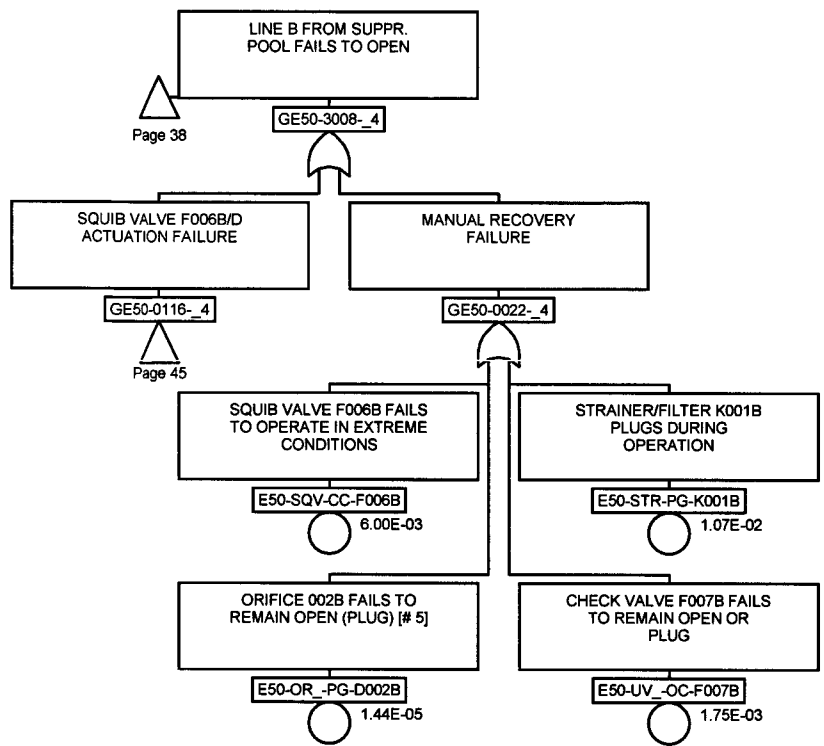 LINE B FROM SUPPR.
POOL FAILS TO OPEN
Page 38
GE50-3008-_4
SQUIB VALVE F006B/D
ACTUATION FAILURE
MANUAL RECOVERY
FAILURE
GE50-0116-_4
GE50-0022-_4
Page 45
SQUIB VALVE F006B FAILS
TO OPERATE IN EXTREME
CONDITIONS
STRAINER/FILTER K001B
PLUGS DURING
OPERATION
E50-SQV-CC-F006B
6.00E-03
E50-STR-PG-K001B
1.07E-02
ORIFICE 002B FAILS TO
REMAIN OPEN (PLUG) [# 5]
CHECK VALVE F007B FAILS
TO REMAIN OPEN OR
PLUG
E50-OR_-PG-D002B
1.44E-05
E50-UV_-OC-F007B
1.75E-03